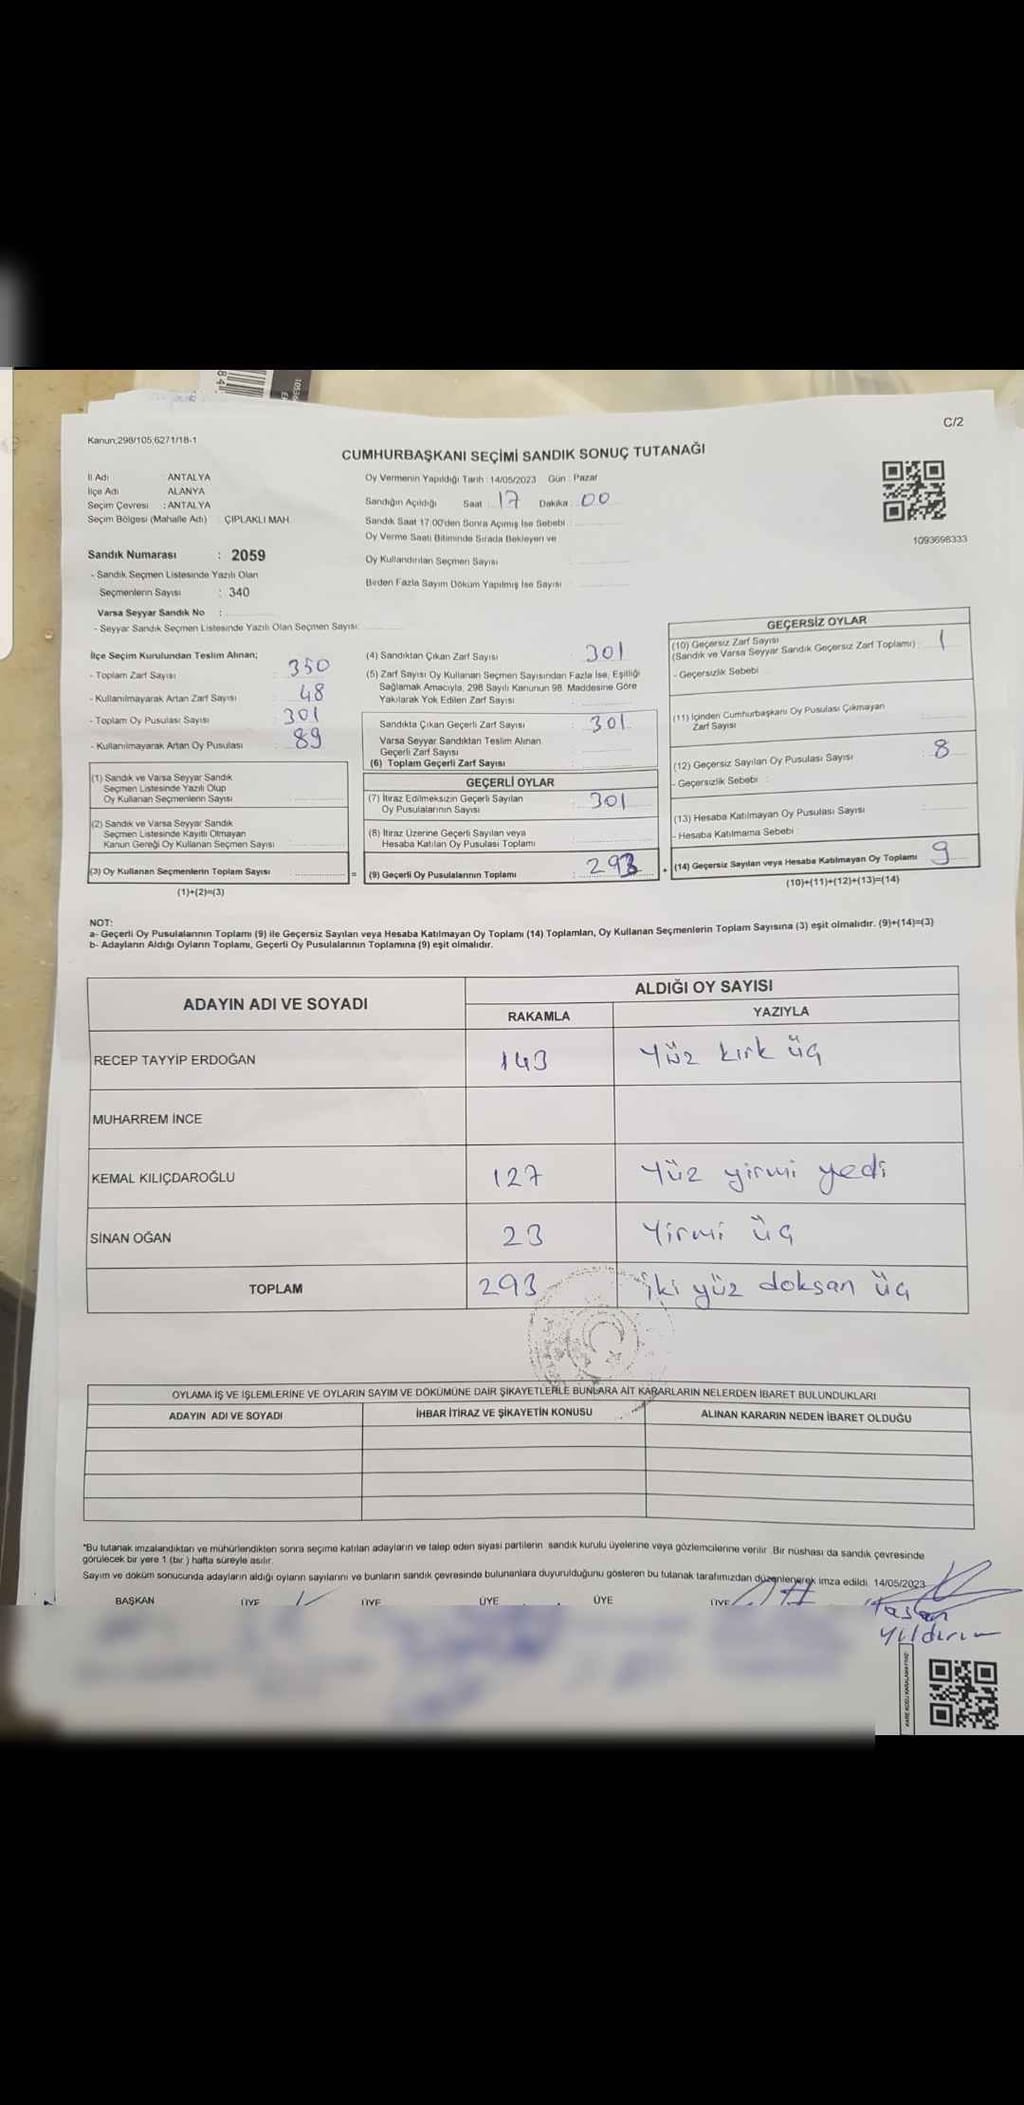 C/2
Kanun,298/105,6271/18-1
CUMHURBAŞKANI SEÇİMİ SANDIK SONUÇ TUTANAĞI
İl Adı : ANTALYA
İlçe Adı ALANYA
Seçim Çevresi : ANTALYA
Seçim Bölgesi (Mahalle Adı) ÇIPLAKLI MAH.
Oy Vermenin Yapıldığı Tarih : 14/05/2023 Gün : Pazar
Sandığın Açıldığı Saat 17 Dakika : 00
Sandık Saat 17:00'den Sonra Açımış İse Sebebi
Oy Verme Saati Bitiminde Sırada Bekleyen ve
Oy Kullandırılan Seçmen Sayısı
Birden Fazla Sayım Döküm Yapılmış İse Sayısı
1093698333
Sandık Numarası : 2059
- Sandık Seçmen Listesinde Yazılı Olan
Seçmenlerin Sayısı : 340
Varsa Seyyar Sandık No :
- Seyyar Sandık Seçmen Listesinde Yazılı Olan Seçmen Sayısı:
İlçe Seçim Kurulundan Teslim Alınan;
- Toplam Zarf Sayısı : 350
- Kullanılmayarak Artan Zarf Sayısı : 48
- Toplam Oy Pusulası Sayısı : 301
- Kullanılmayarak Artan Oy Pusulası : 89
(1) Sandık ve Varsa Seyyar Sandık
Seçmen Listesinde Yazılı Olup
Oy Kullanan Seçmenlerin Sayısı
(2) Sandık ve Varsa Seyyar Sandık
Seçmen Listesinde Kayıtlı Olmayan
Kanun Gereği Oy Kullanan Seçmen Sayısı
(3) Oy Kullanan Seçmenlerin Toplam Sayısı =
(1)+(2)=(3)
(4) Sandıktan Çıkan Zarf Sayısı : 301
(5) Zarf Sayısı Oy Kullanan Seçmen Sayısından Fazla İse, Eşitliği
Sağlamak Amacıyla, 298 Sayılı Kanunun 98. Maddesine Göre
Yakılarak Yok Edilen Zarf Sayısı
Sandıkta Çıkan Geçerli Zarf Sayısı : 301
Varsa Seyyar Sandıktan Teslim Alınan
Geçerli Zarf Sayısı
(6) Toplam Geçerli Zarf Sayısı
GEÇERLİ OYLAR
(7) İtiraz Edilmeksizin Geçerli Sayılan
Oy Pusulalarının Sayısı : 301
(8) İtiraz Üzerine Geçerli Sayılan veya
Hesaba Katılan Oy Pusulası Toplamı
(9) Geçerli Oy Pusulalarının Toplamı : 293 +
GEÇERSİZ OYLAR
(10) Geçersiz Zarf Sayısı
(Sandık ve Varsa Seyyar Sandık Geçersiz Zarf Toplamı) : 1
- Geçersizlik Sebebi
(11) İçinden Cumhurbaşkanı Oy Pusulası Çıkmayan
Zarf Sayısı
(12) Geçersiz Sayılan Oy Pusulası Sayısı : 8
- Geçersizlik Sebebi
(13) Hesaba Katılmayan Oy Pusulası Sayısı
- Hesaba Katılmama Sebebi
(14) Geçersiz Sayılan veya Hesaba Katılmayan Oy Toplamı 9
(10)+(11)+(12)+(13)=(14)
NOT:
a- Geçerli Oy Pusulalarının Toplamı (9) ile Geçersiz Sayılan veya Hesaba Katılmayan Oy Toplamı (14) Toplamları, Oy Kullanan Seçmenlerin Toplam Sayısına (3) eşit olmalıdır. (9)+(14)=(3)
b- Adayların Aldığı Oyların Toplamı, Geçerli Oy Pusulalarının Toplamına (9) eşit olmalıdır.
ADAYIN ADI VE SOYADI ALDIĞI OY SAYISI
RAKAMLA YAZIYLA
RECEP TAYYİP ERDOĞAN 143 Yüz kırk üç
MUHARREM İNCE
KEMAL KILIÇDAROĞLU 127 Yüz yirmi yedi
SİNAN OĞAN 23 Yirmi üç
TOPLAM 293 iki yüz doksan üç
OYLAMA İŞ VE İŞLEMLERİNE VE OYLARIN SAYIM VE DÖKÜMÜNE DAİR ŞİKAYETLERLE BUNLARA AİT KARARLARIN NELERDEN İBARET BULUNDUKLARI
ADAYIN ADI VE SOYADI İHBAR İTİRAZ VE ŞİKAYETİN KONUSU ALINAN KARARIN NEDEN İBARET OLDUĞU
*Bu tutanak imzalandıktan ve mühürlendikten sonra seçime katılan adayların ve talep eden siyasi partilerin sandık kurulu üyelerine veya gözlemcilerine verilir. Bir nüshası da sandık çevresinde
görülecek bir yere 1 (bir ) hafta süreyle asılır.
Sayım ve döküm sonucunda adayların aldığı oyların sayılarını ve bunların sandık çevresinde bulunanlara duyurulduğunu gösteren bu tutanak tarafımızdan düzenlenerek imza edildi. 14/05/2023
BAŞKAN ÜYE ÜYE ÜYE ÜYE ÜYE
Hasan
Yıldırım